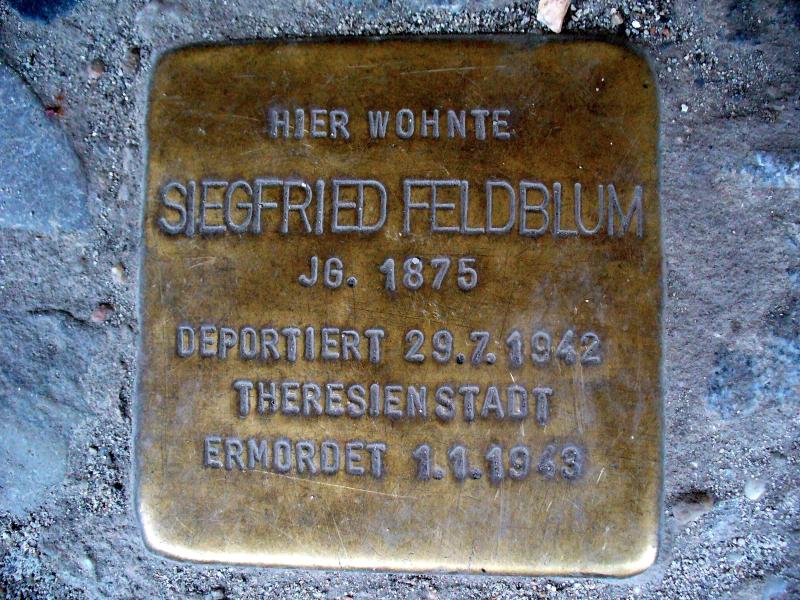 HIER WOHNTE
SIEGFRIED FELDBLUM
JG. 1875
DEPORTIERT 29.7.1942
THERESIENSTADT
ERMORDET 1.1.1943